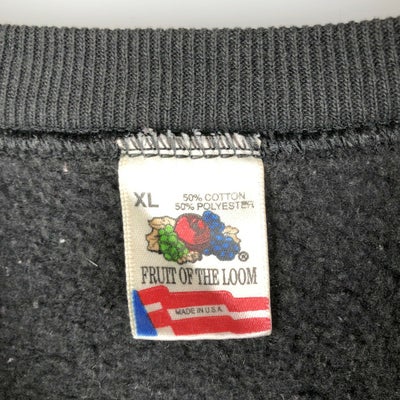 XL
50% COTTON
50% POLYESTER
®
FRUIT OF THE LOOM
MADE IN U.S.A.